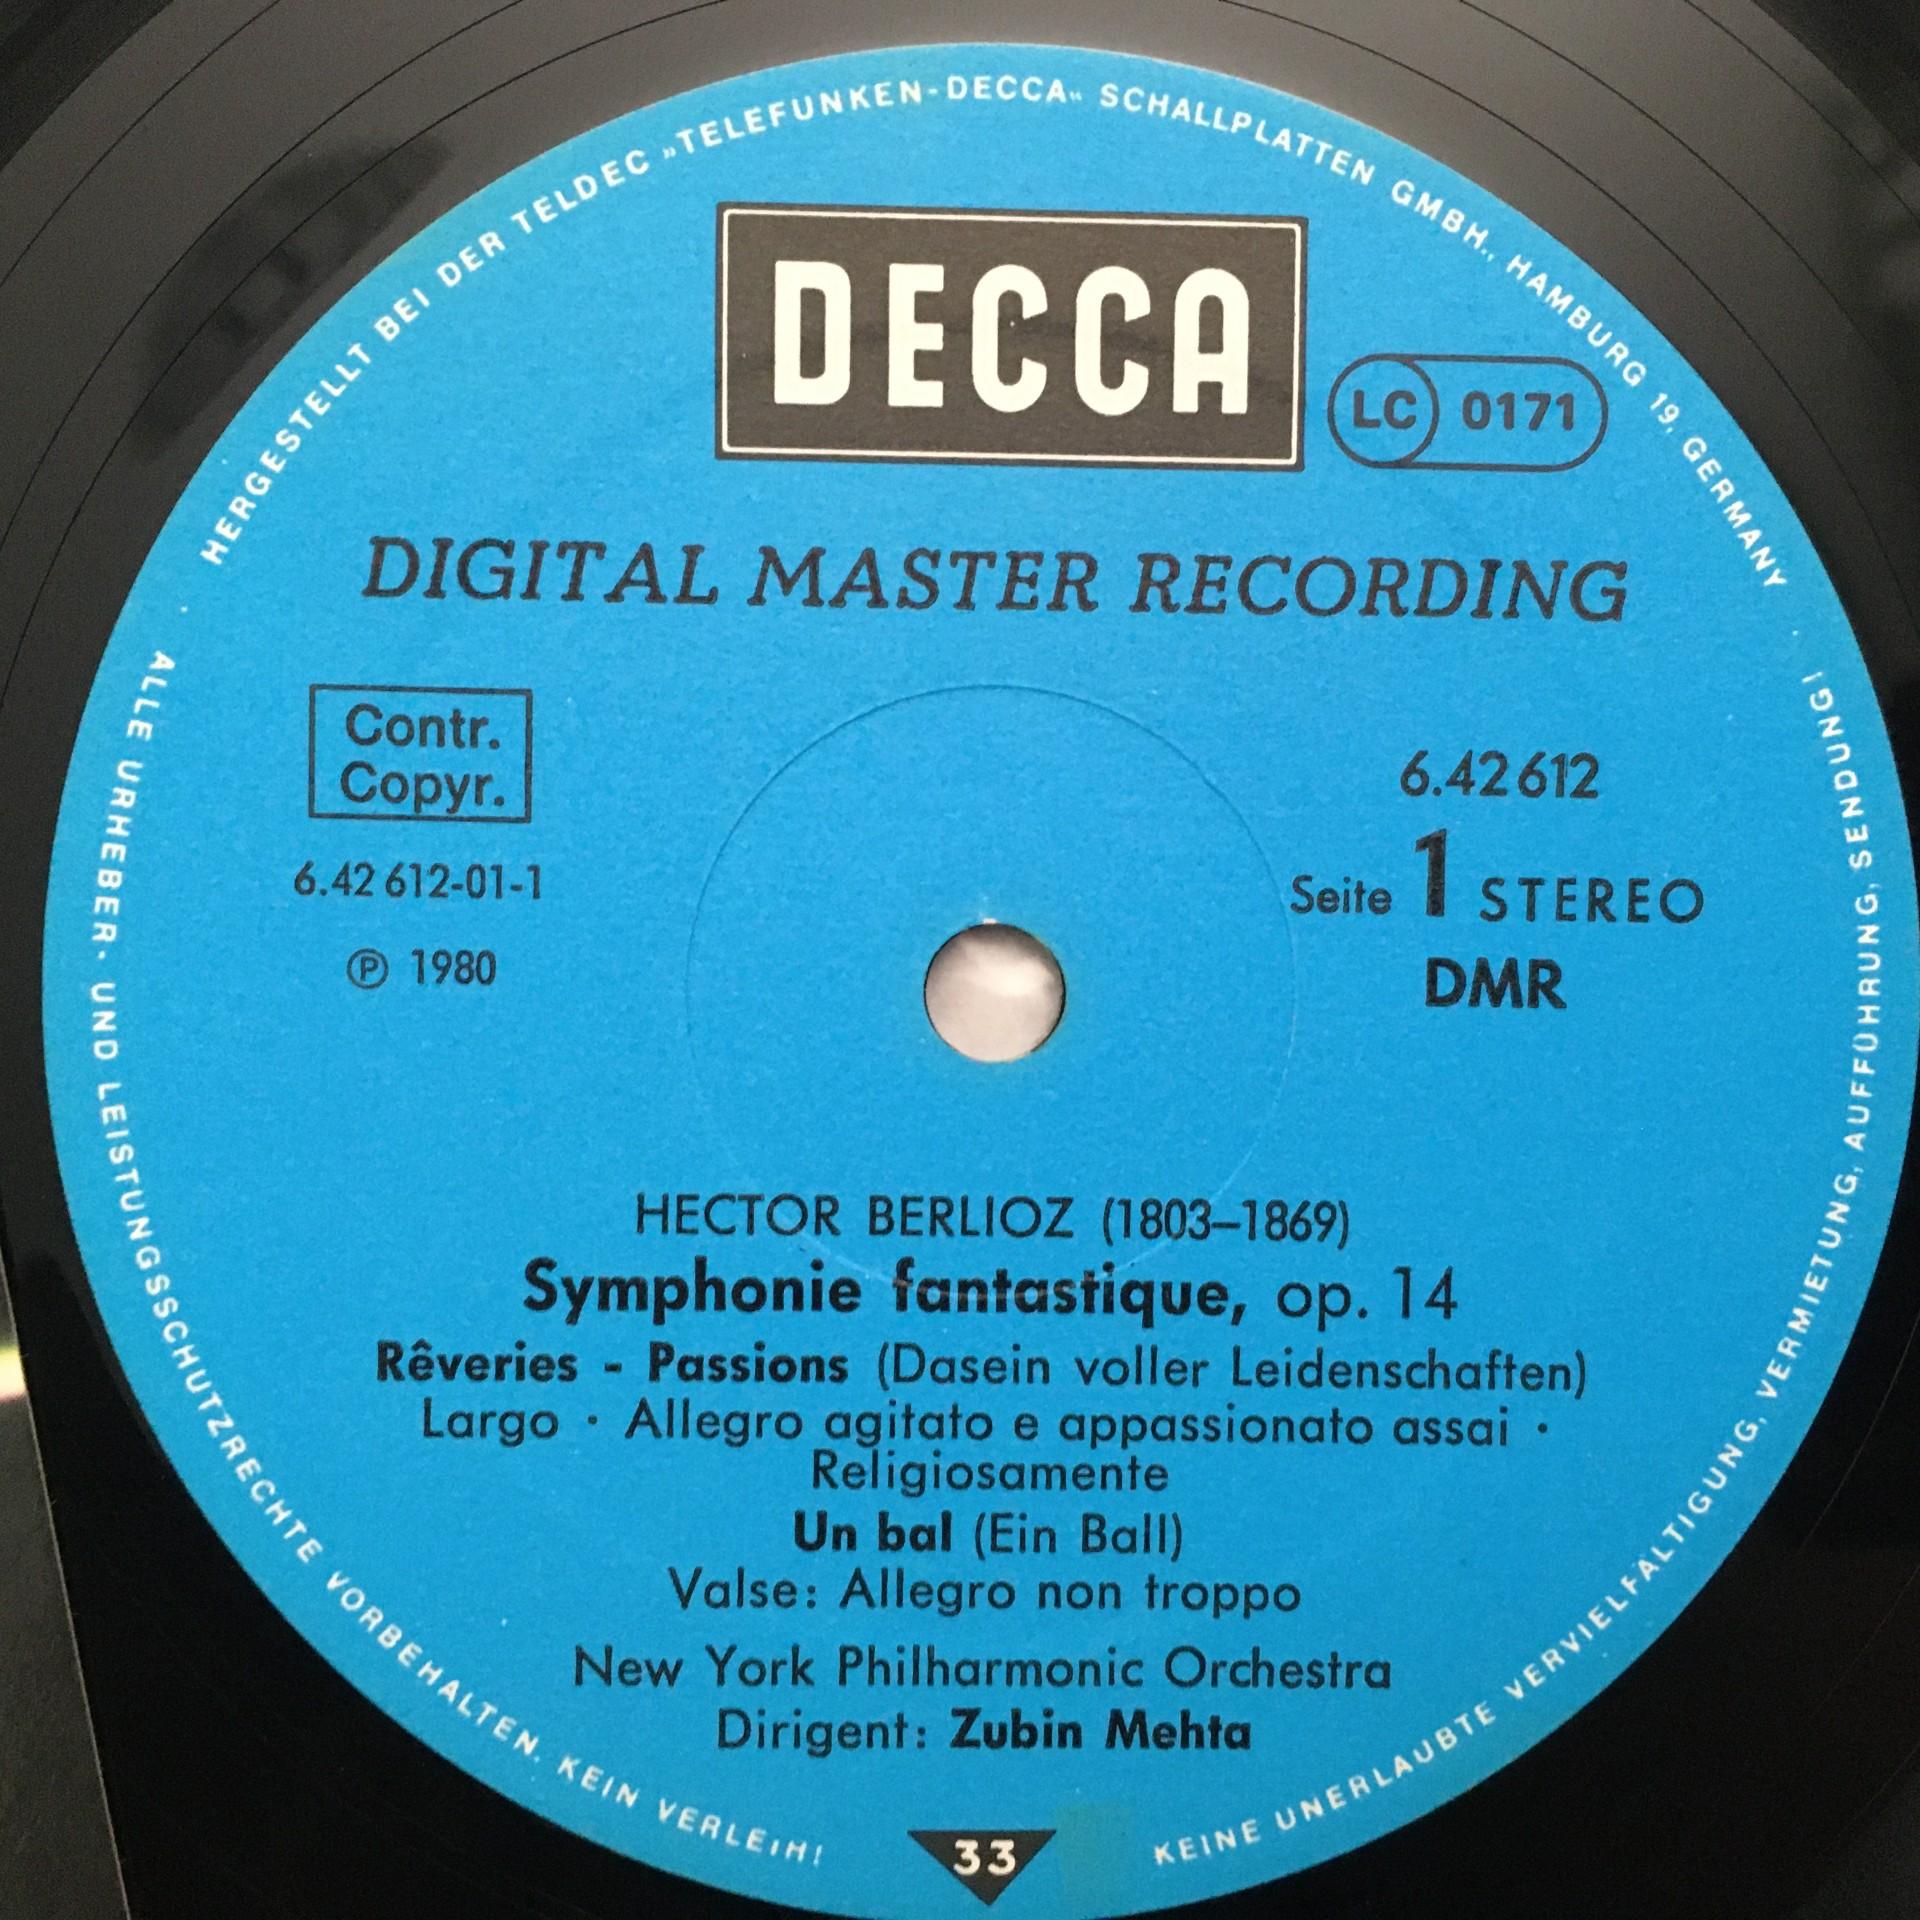 HERGESTELLT BEI DER TELDEC »TELEFUNKEN-DECCA« SCHALLPLATTEN GMBH., HAMBURG 19, GERMANY
DECCA
LC 0171
DIGITAL MASTER RECORDING
Contr.
Copyr.
6.42612-01-1
Ⓟ 1980
6.42612
Seite 1 STEREO
DMR
HECTOR BERLIOZ (1803–1869)
Symphonie fantastique, op. 14
Rêveries - Passions (Dasein voller Leidenschaften)
Largo · Allegro agitato e appassionato assai ·
Religiosamente
Un bal (Ein Ball)
Valse: Allegro non troppo
New York Philharmonic Orchestra
Dirigent: Zubin Mehta
33
ALLE URHEBER- UND LEISTUNGSSCHUTZRECHTE VORBEHALTEN. KEIN VERLEIH!
KEINE UNERLAUBTE VERVIELFÄLTIGUNG, VERMIETUNG, AUFFÜHRUNG, SENDUNG!